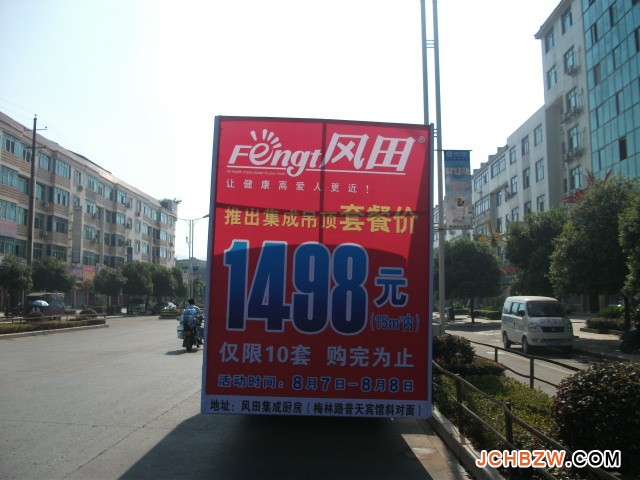 Fengt风田®
让健康离爱人更近！
推出集成吊顶套餐价
1498元
(15㎡内)
仅限10套 购完为止
活动时间：8月7日-8月8日
地址：风田集成厨房（梅林路普天宾馆斜对面）
JCHBZW.COM